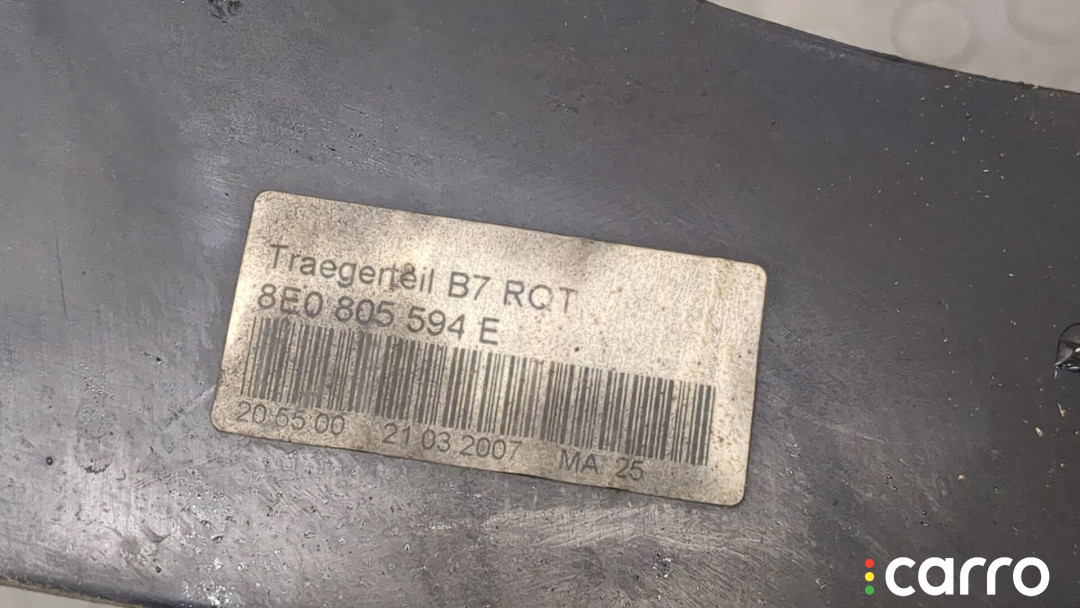 Traegerteil B7 RQT
8E0 805 594 E
20:55:00 21.03.2007 MA 25
carro